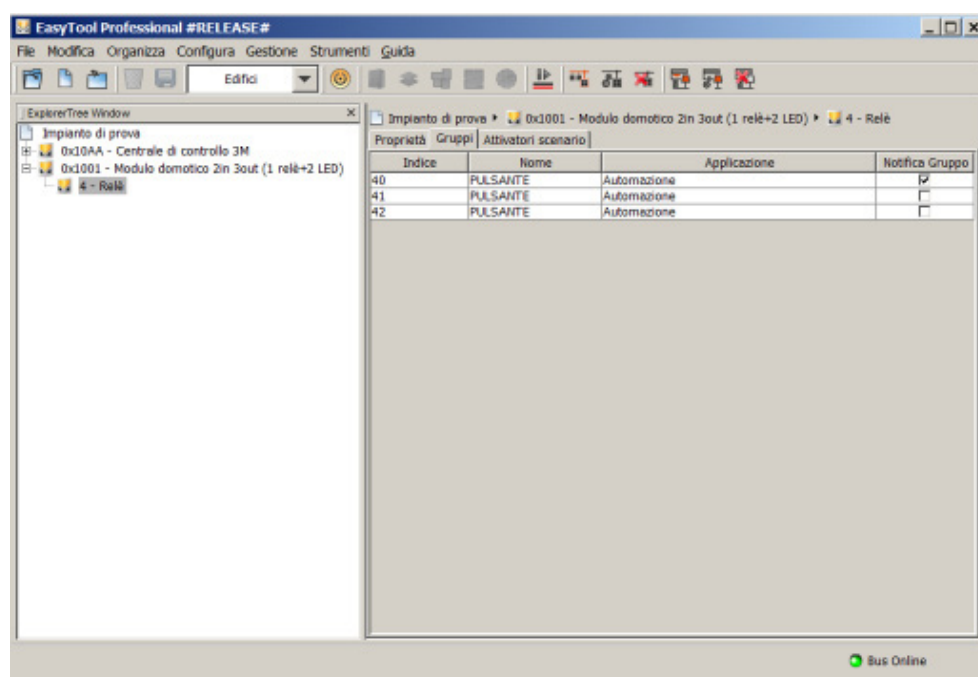 EasyTool Professional #RELEASE#
File Modifica Organizza Configura Gestione Strumenti Guida
Edifici
ExplorerTree Window
Impianto di prova
0x10AA - Centrale di controllo 3M
0x1001 - Modulo domotico 2in 3out (1 relè+2 LED)
4 - Relè
Impianto di prova 0x1001 - Modulo domotico 2in 3out (1 relè+2 LED) 4 - Relè
Proprietà Gruppi Attivatori scenario
Indice Nome Applicazione Notifica Gruppo
40 PULSANTE Automazione
41 PULSANTE Automazione
42 PULSANTE Automazione
Bus Online